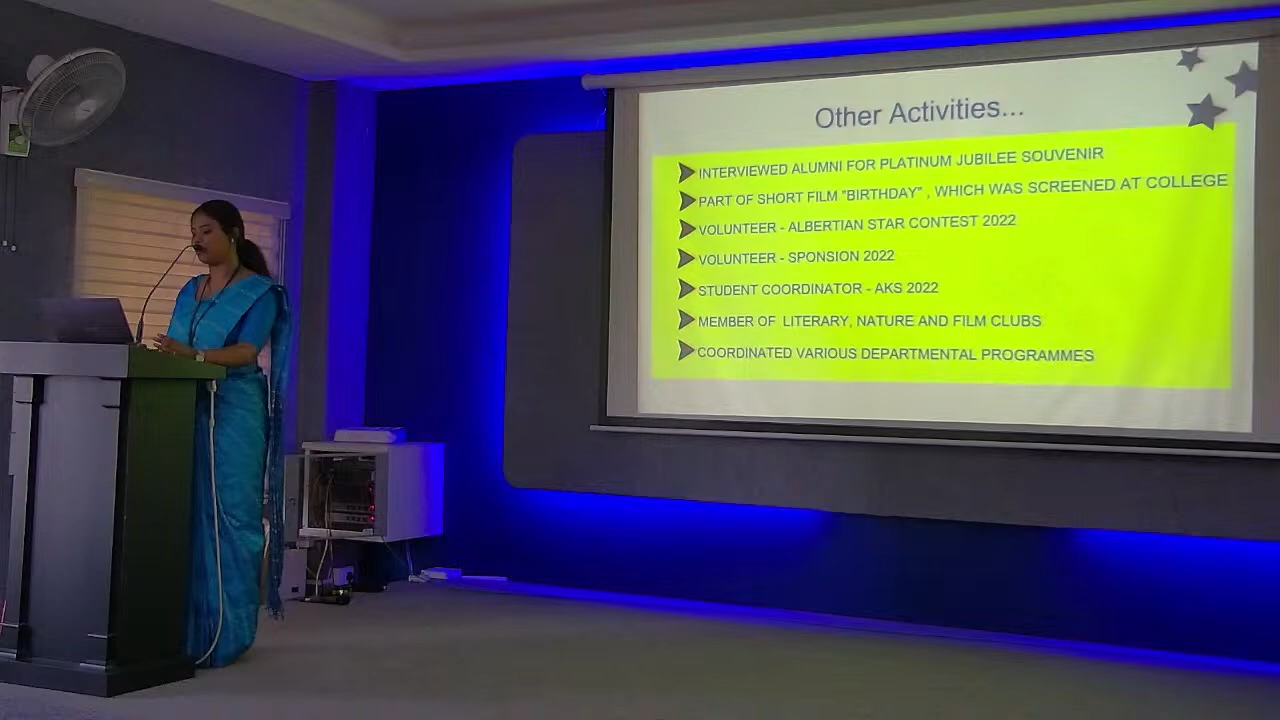 Other Activities...
INTERVIEWED ALUMNI FOR PLATINUM JUBILEE SOUVENIR
PART OF SHORT FILM "BIRTHDAY" , WHICH WAS SCREENED AT COLLEGE
VOLUNTEER - ALBERTIAN STAR CONTEST 2022
VOLUNTEER - SPONSION 2022
STUDENT COORDINATOR - AKS 2022
MEMBER OF LITERARY, NATURE AND FILM CLUBS
COORDINATED VARIOUS DEPARTMENTAL PROGRAMMES